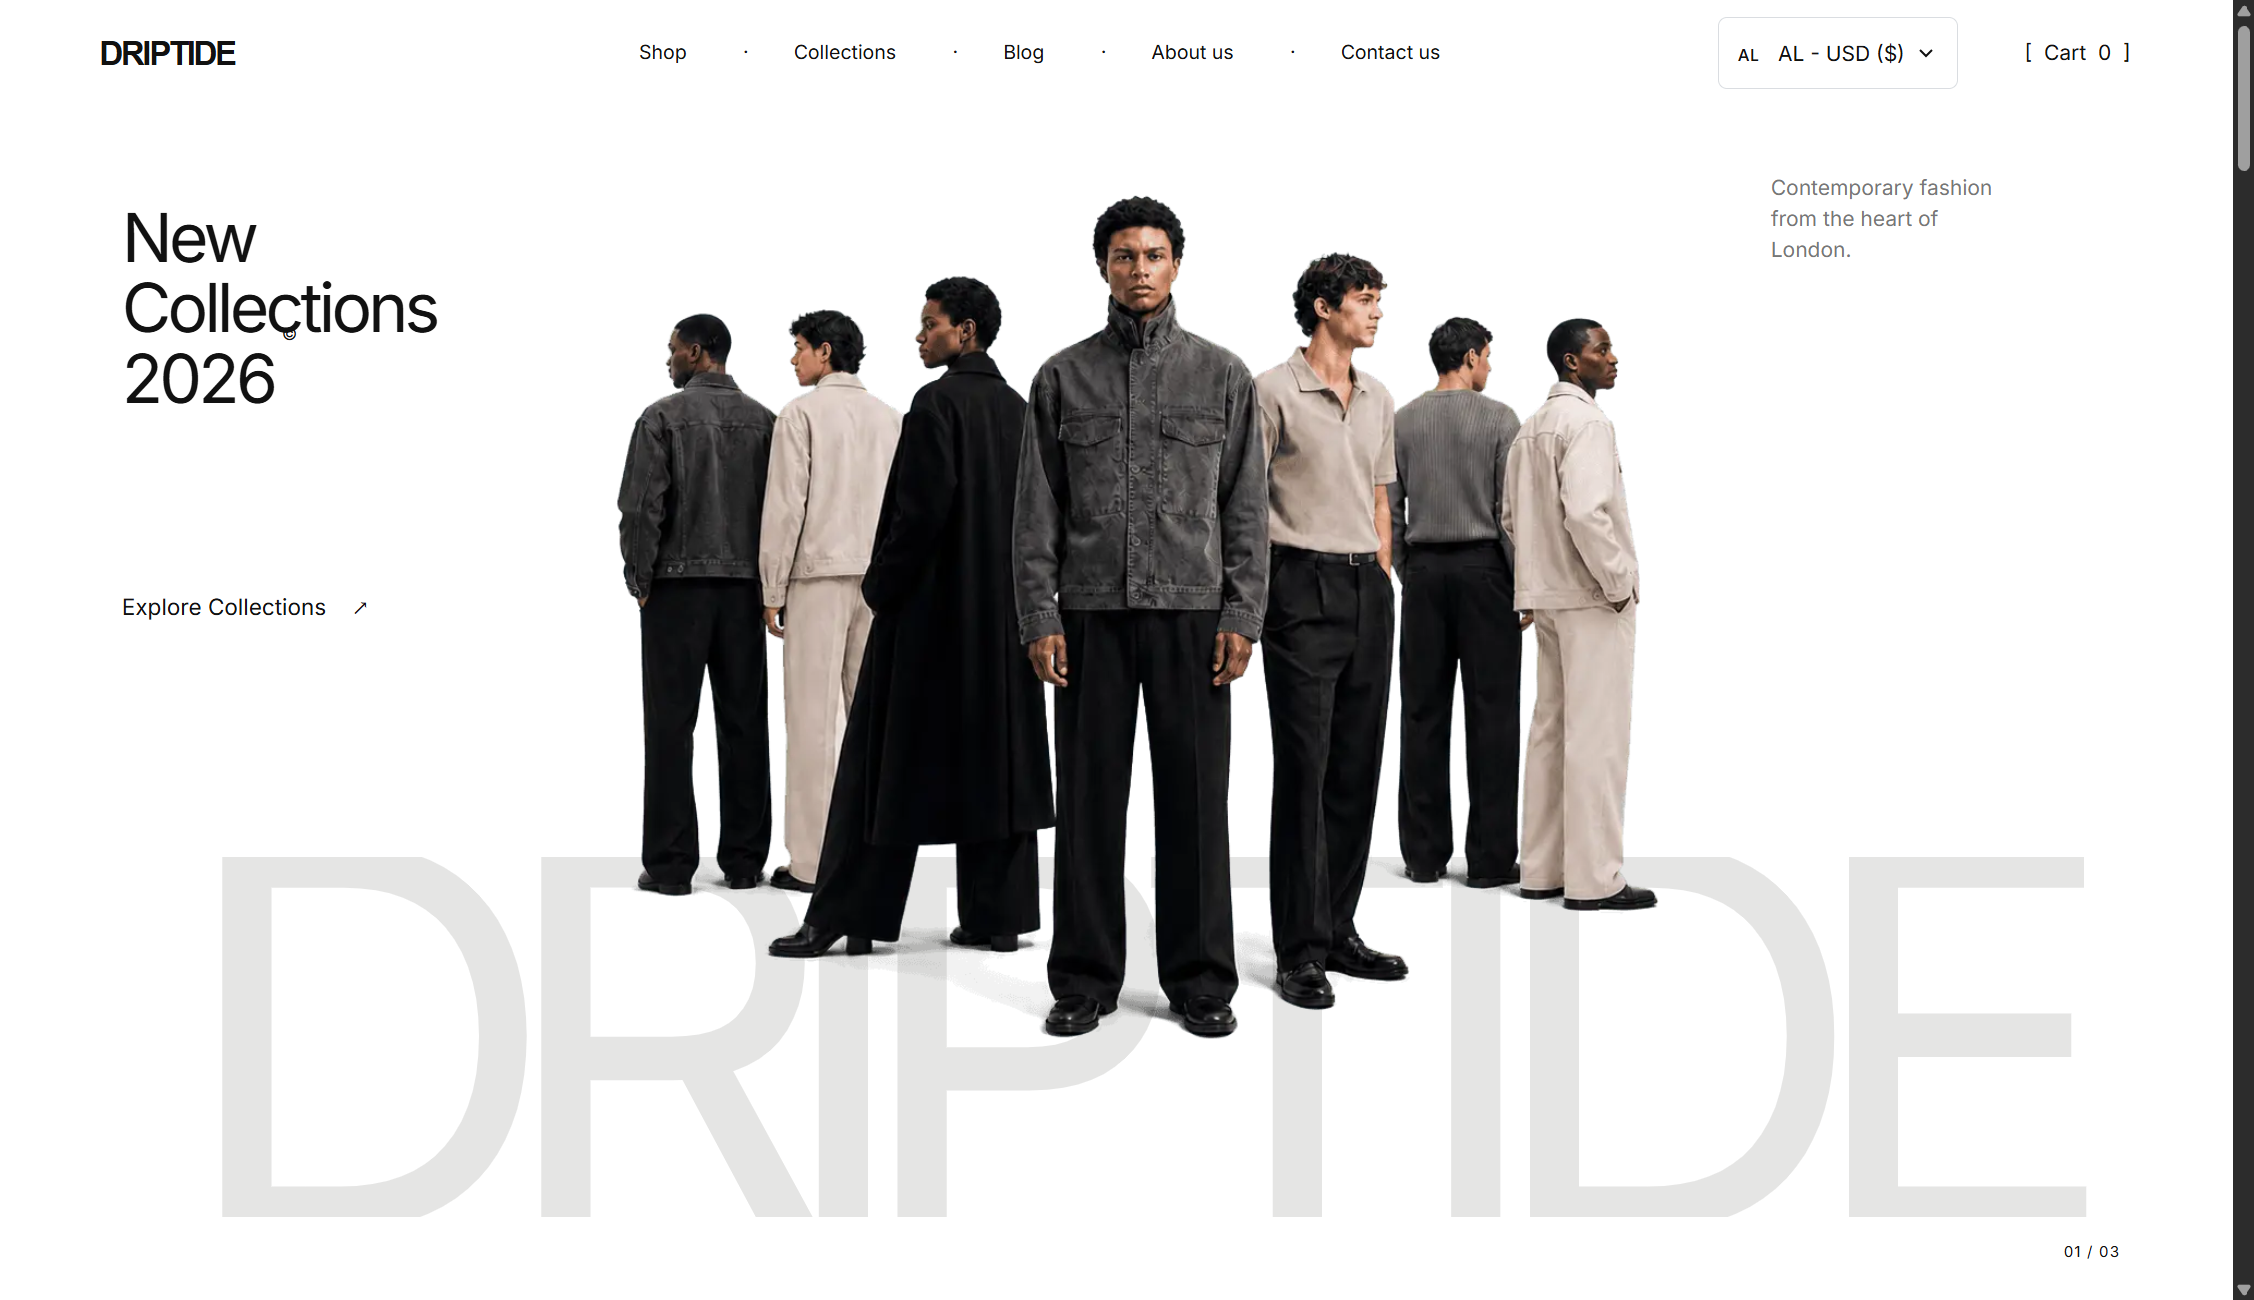 DRIPTIDE
Shop · Collections · Blog · About us · Contact us
AL AL - USD ($)
[ Cart 0 ]
New
Collections
©
2026
Contemporary fashion
from the heart of
London.
Explore Collections ↗
DRIPTIDE
01 / 03